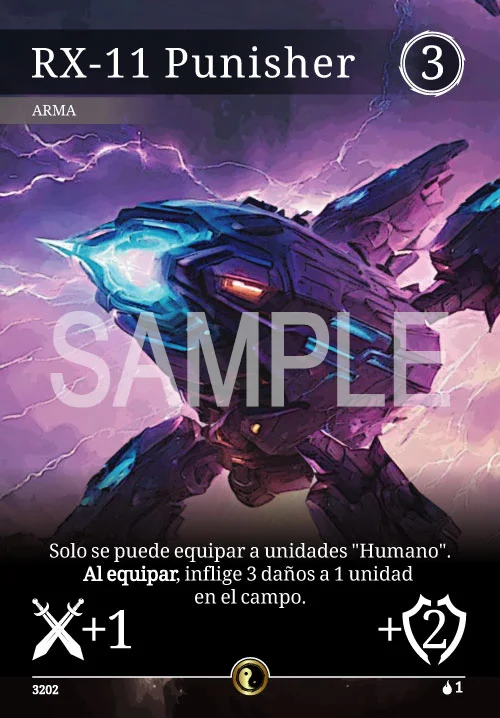 RX-11 Punisher
3
ARMA
SAMPLE
Solo se puede equipar a unidades "Humano".
Al equipar, inflige 3 daños a 1 unidad
en el campo.
+1
+2
3202
1